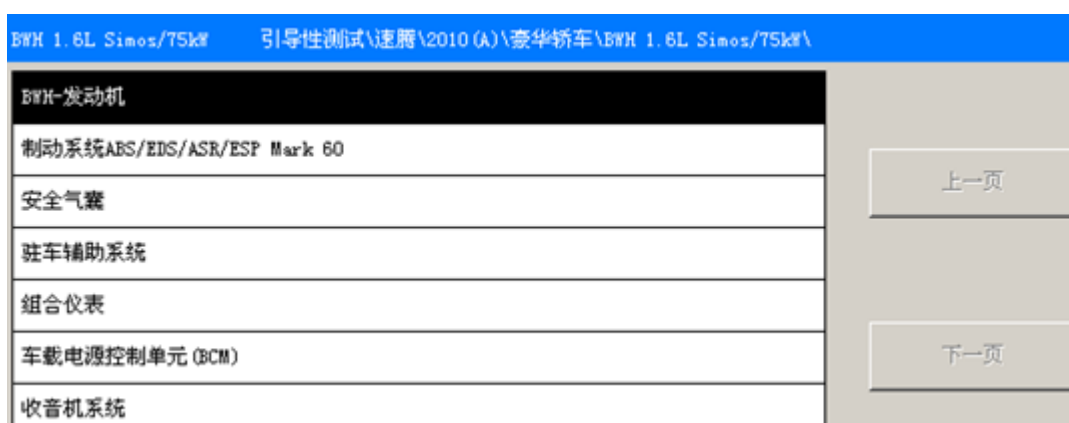 BWH 1.6L Simos/75kW 引导性测试\速腾\2010(A)\豪华轿车\BWH 1.6L Simos/75kW\
BWH-发动机
制动系统ABS/EDS/ASR/ESP Mark 60
安全气囊
驻车辅助系统
组合仪表
车载电源控制单元(BCM)
收音机系统
上一页
下一页